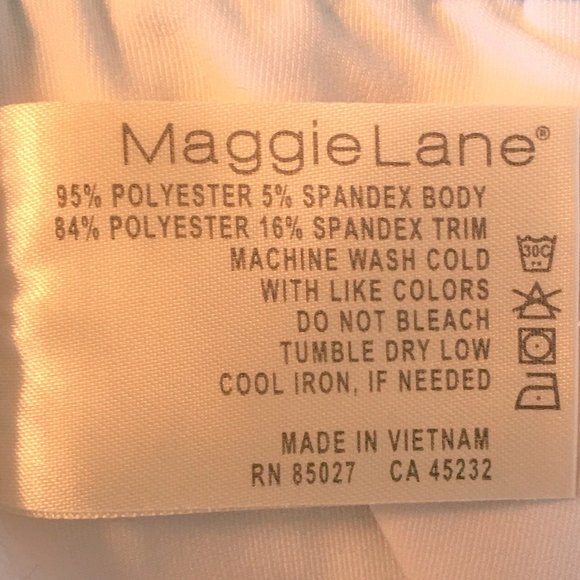 MaggieLane®
95% POLYESTER 5% SPANDEX BODY
84% POLYESTER 16% SPANDEX TRIM
MACHINE WASH COLD
30C
WITH LIKE COLORS
DO NOT BLEACH
TUMBLE DRY LOW
COOL IRON, IF NEEDED
MADE IN VIETNAM
RN 85027 CA 45232